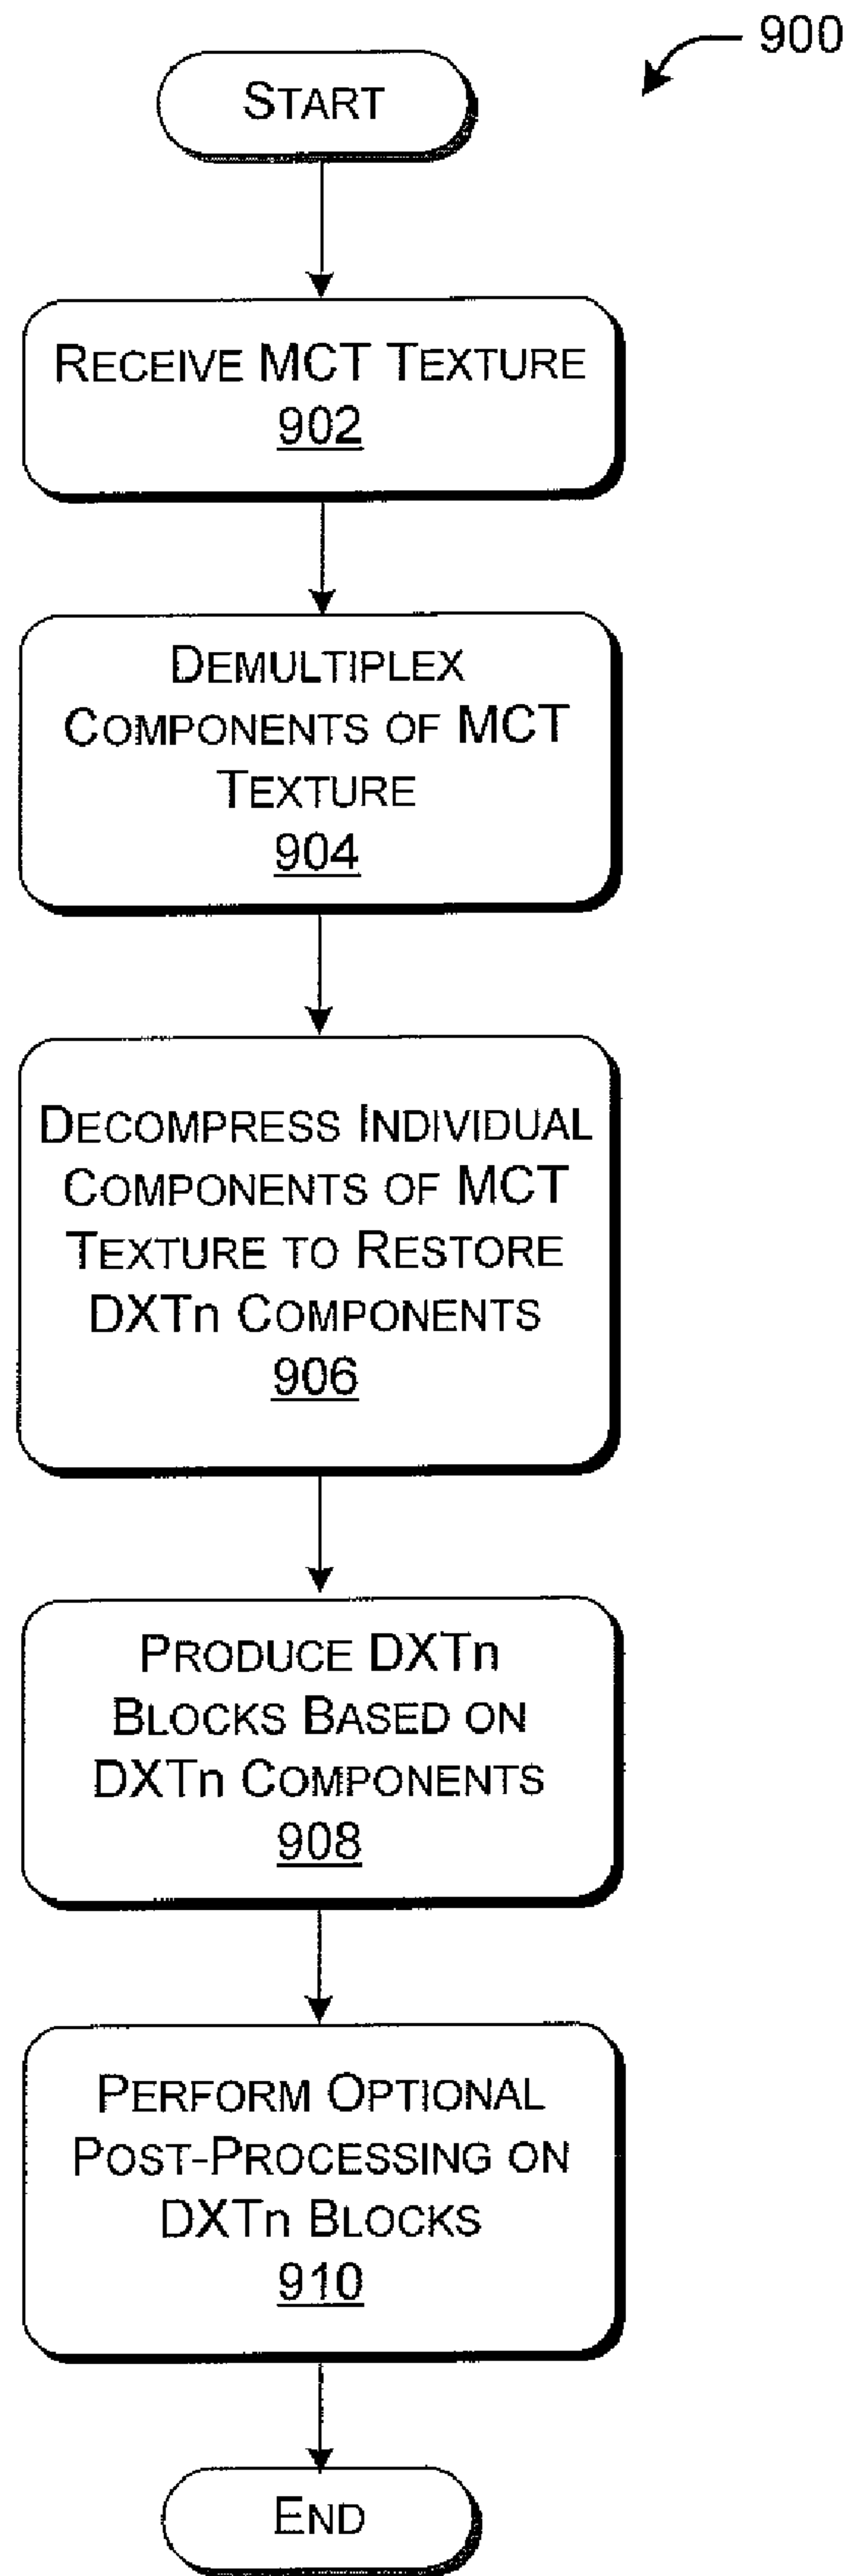 900
START
RECEIVE MCT TEXTURE
902
DEMULTIPLEX
COMPONENTS OF MCT
TEXTURE
904
DECOMPRESS INDIVIDUAL
COMPONENTS OF MCT
TEXTURE TO RESTORE
DXTn COMPONENTS
906
PRODUCE DXTn
BLOCKS BASED ON
DXTn COMPONENTS
908
PERFORM OPTIONAL
POST-PROCESSING ON
DXTn BLOCKS
910
END